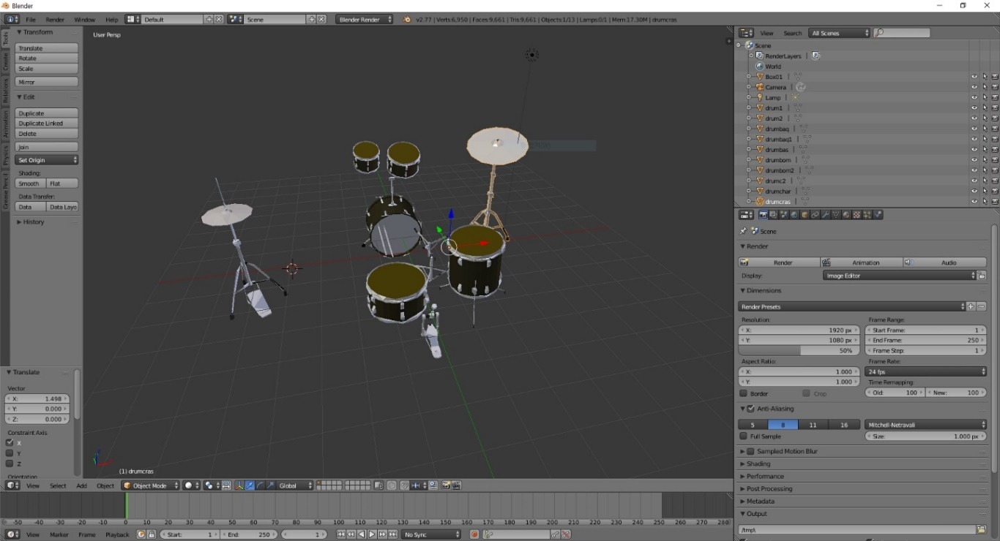 Blender
File Render Window Help Default Scene Blender Render v2.77 | Verts:6,950 | Faces:9,661 | Tris:9,661 | Objects:1/13 | Lamps:0/1 | Mem:17.30M | drumcras
Tools
Create
Relations
Animation
Physics
Grease Pencil
Transform
Translate
Rotate
Scale
Mirror
Edit
Duplicate
Duplicate Linked
Delete
Join
Set Origin
Shading:
Smooth Flat
Data Transfer:
Data Data Layo
History
Translate
Vector
X: 1.498
Y: 0.000
Z: 0.000
Constraint Axis
X
Y
Z
Orientation
User Persp
(1) drumcras
View Select Add Object Object Mode Global
-50 -40 -30 -20 -10 0 10 20 30 40 50 60 70 80 90 100 110 120 130 140 150 160 170 180 190 200 210 220 230 240 250 260 270 280
View Marker Frame Playback Start: 1 End: 250 1 No Sync
View Search All Scenes
Scene
RenderLayers |
World
Box01 |
Camera |
Lamp |
drum1 |
drum2 |
drumbaq |
drumbaq1 |
drumbas |
drumbom |
drumbom2 |
drumc2 |
drumchar |
drumcras |
Scene
Render
Render Animation Audio
Display: Image Editor
Dimensions
Render Presets
Resolution: Frame Range:
X: 1920 px Start Frame: 1
Y: 1080 px End Frame: 250
50% Frame Step: 1
Aspect Ratio: Frame Rate:
X: 1.000 24 fps
Y: 1.000 Time Remapping:
Border Crop Old: 100 New: 100
Anti-Aliasing
5 8 11 16 Mitchell-Netravali
Full Sample Size: 1.000 px
Sampled Motion Blur
Shading
Performance
Post Processing
Metadata
Output
/tmp\